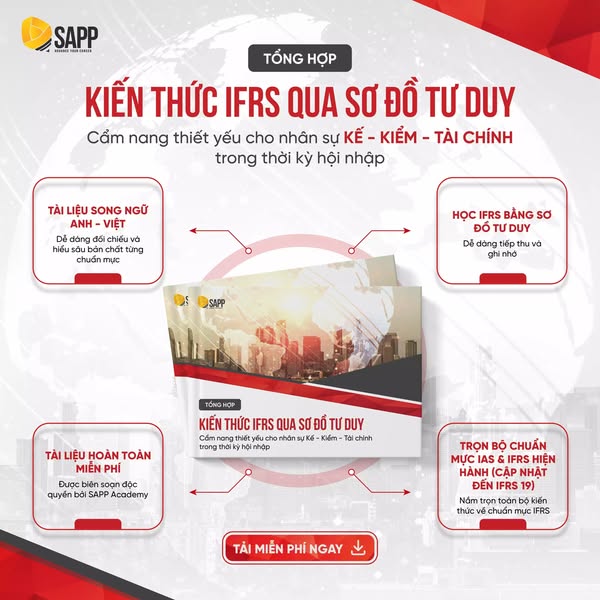 SAPP
ADVANCE YOUR CAREER
TỔNG HỢP
KIẾN THỨC IFRS QUA SƠ ĐỒ TƯ DUY
Cẩm nang thiết yếu cho nhân sự KẾ - KIỂM - TÀI CHÍNH
trong thời kỳ hội nhập
TÀI LIỆU SONG NGỮ
ANH - VIỆT
Dễ dàng đối chiếu và
hiểu sâu bản chất từng
chuẩn mực
HỌC IFRS BẰNG SƠ
ĐỒ TƯ DUY
Dễ dàng tiếp thu và
ghi nhớ
SAPP
TỔNG HỢP
KIẾN THỨC IFRS QUA SƠ ĐỒ TƯ DUY
Cẩm nang thiết yếu cho nhân sự Kế - Kiểm - Tài chính
trong thời kỳ hội nhập
TÀI LIỆU HOÀN TOÀN
MIỄN PHÍ
Được biên soạn độc
quyền bởi SAPP Academy
TRỌN BỘ CHUẨN
MỰC IAS & IFRS HIỆN
HÀNH (CẬP NHẬT
ĐẾN IFRS 19)
Nắm trọn toàn bộ kiến
thức về chuẩn mực IFRS
TẢI MIỄN PHÍ NGAY